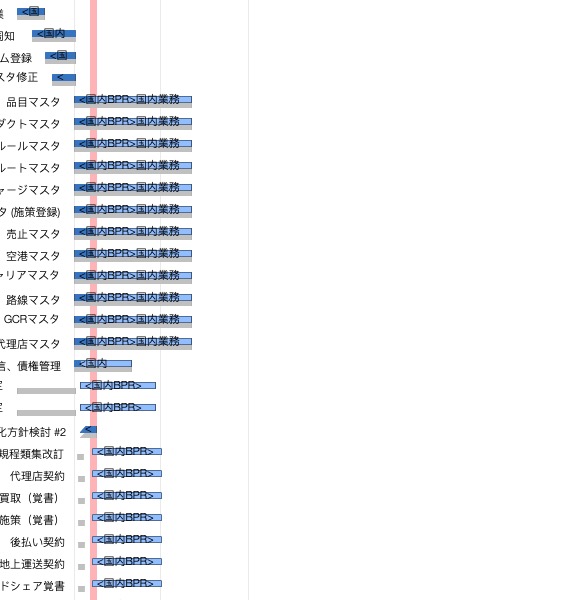 業 <国
周知 <国内
ム登録 <国
スタ修正 <
品目マスタ <国内BPR>国内業務
ダクトマスタ <国内BPR>国内業務
ルールマスタ <国内BPR>国内業務
ルートマスタ <国内BPR>国内業務
ャージマスタ <国内BPR>国内業務
タ (施策登録) <国内BPR>国内業務
売止マスタ <国内BPR>国内業務
空港マスタ <国内BPR>国内業務
ャリアマスタ <国内BPR>国内業務
路線マスタ <国内BPR>国内業務
GCRマスタ <国内BPR>国内業務
代理店マスタ <国内BPR>国内業務
信、債権管理 <国内
定 <国内BPR>
定 <国内BPR>
化方針検討 #2 <
規程類集改訂 <国内BPR>
代理店契約 <国内BPR>
買取（覚書） <国内BPR>
施策（覚書） <国内BPR>
後払い契約 <国内BPR>
地上運送契約 <国内BPR>
ドシェア覚書 <国内BPR>